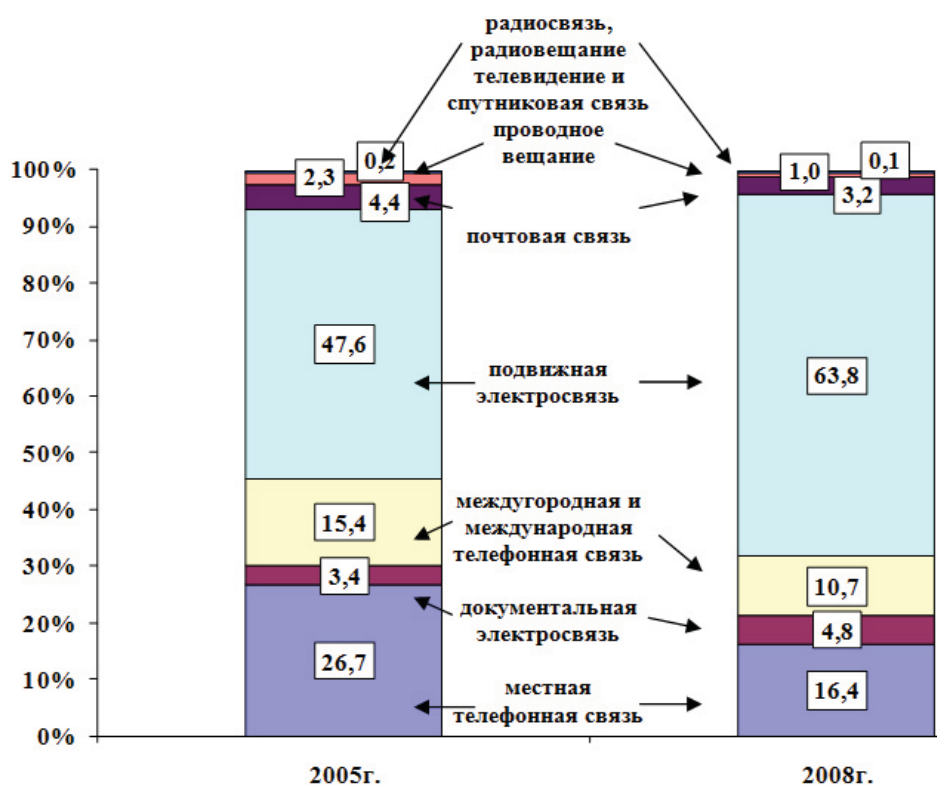 радиосвязь,
радиовещание
телевидение и
спутниковая связь
проводное
вещание
100%
2,3
0,2
1,0
0,1
4,4
3,2
почтовая связь
90%
80%
70%
47,6
подвижная
электросвязь
63,8
60%
50%
40%
15,4
междугородная и
международная
телефонная связь
30%
3,4
10,7
документальная
электросвязь
20%
4,8
26,7
местная
телефонная связь
16,4
10%
0%
2005г.
2008г.